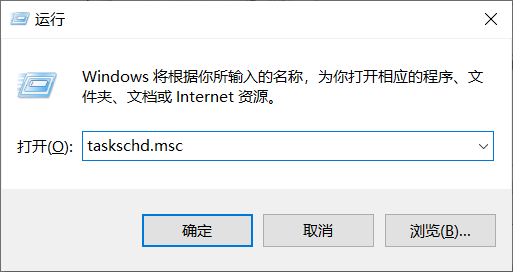 运行
Windows 将根据你所输入的名称，为你打开相应的程序、文
件夹、文档或 Internet 资源。
打开(O): taskschd.msc
确定 取消 浏览(B)...